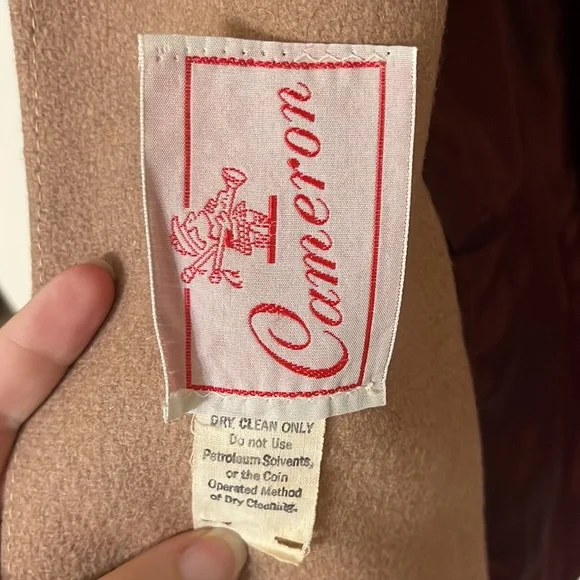 Cameron
DRY CLEAN ONLY
Do not Use
Petroleum Solvents,
or the Coin
Operated Method
of Dry Cleaning.